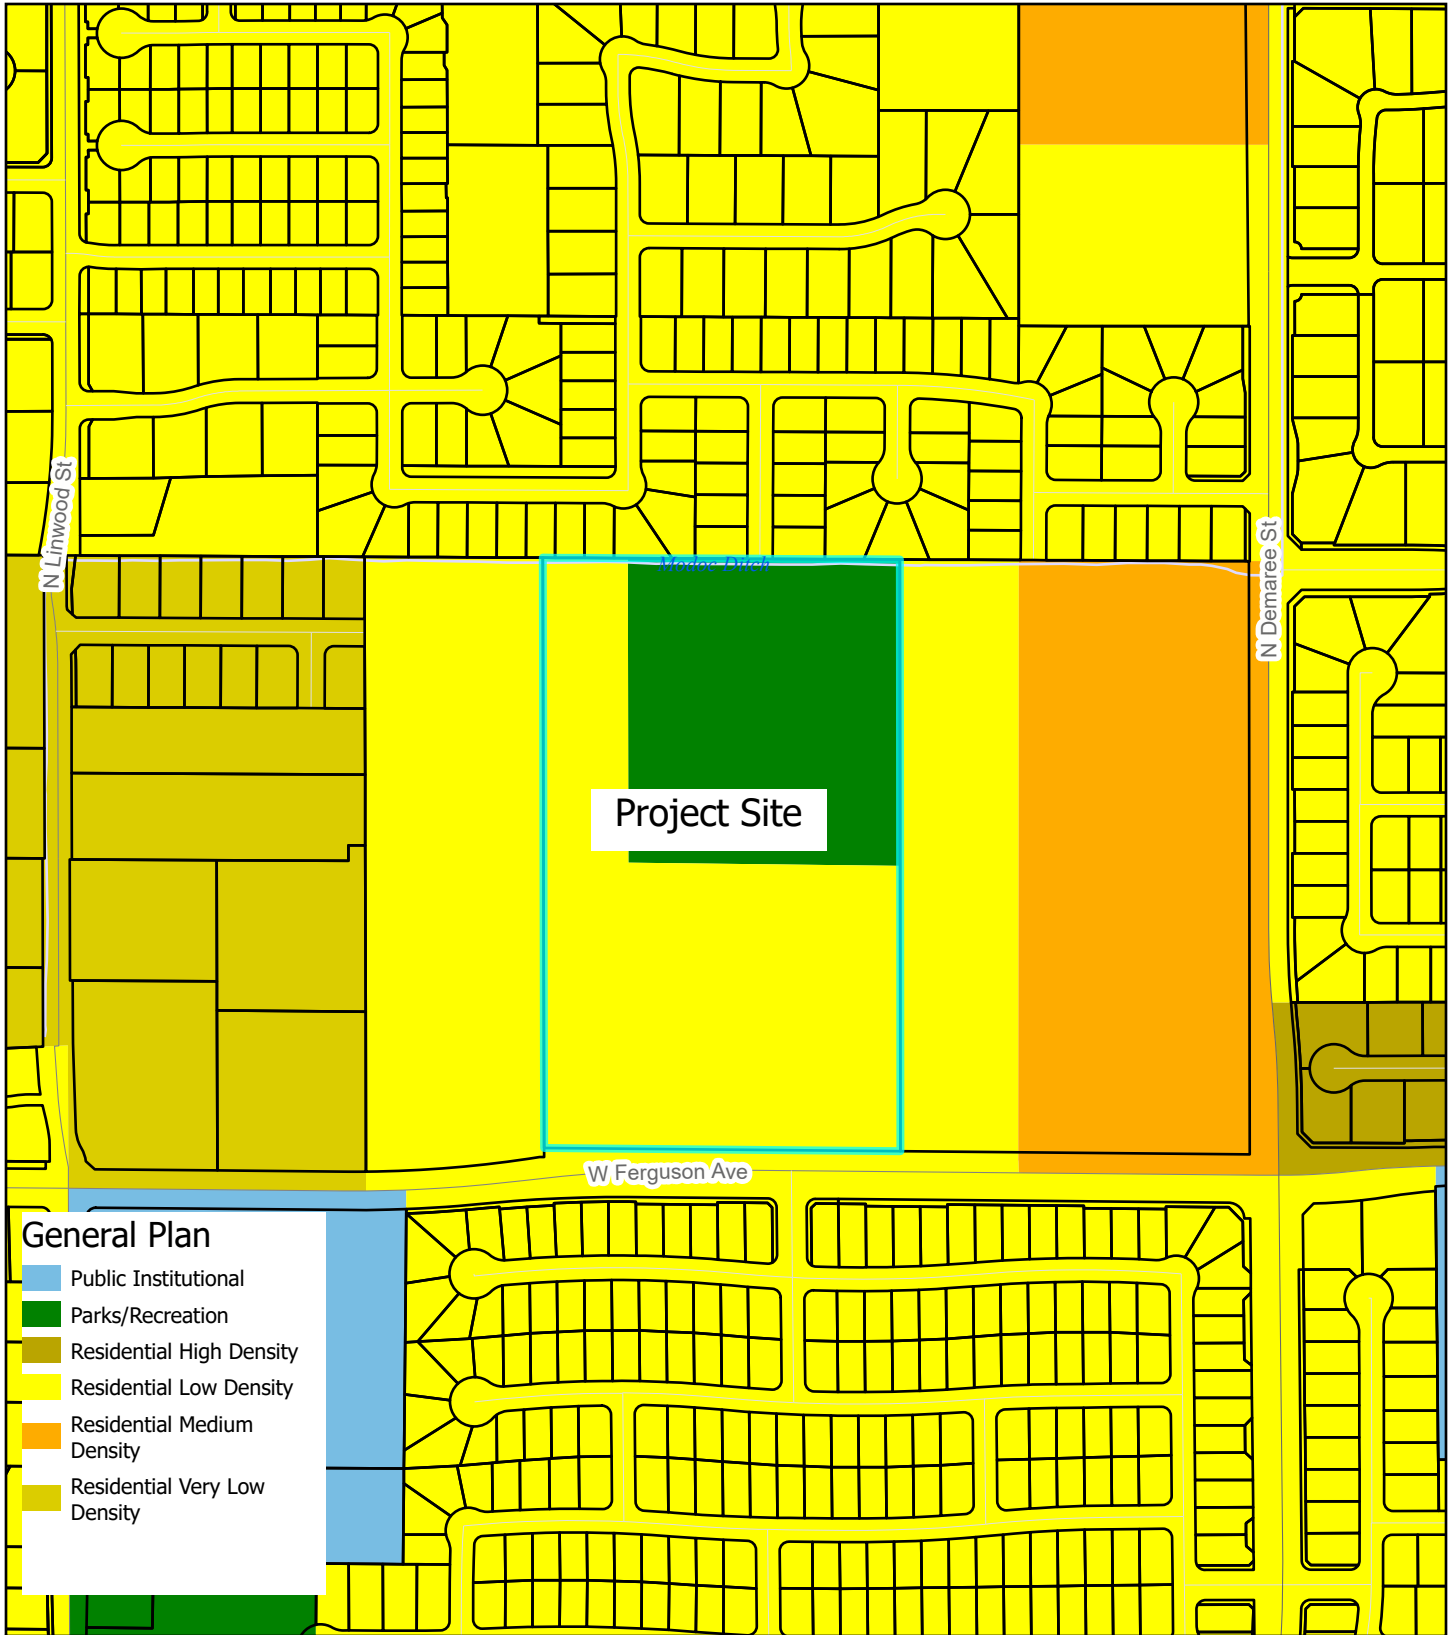 N Linwood St
Modoc Ditch
N Demaree St
Project Site
W Ferguson Ave
General Plan
Public Institutional
Parks/Recreation
Residential High Density
Residential Low Density
Residential Medium
Density
Residential Very Low
Density